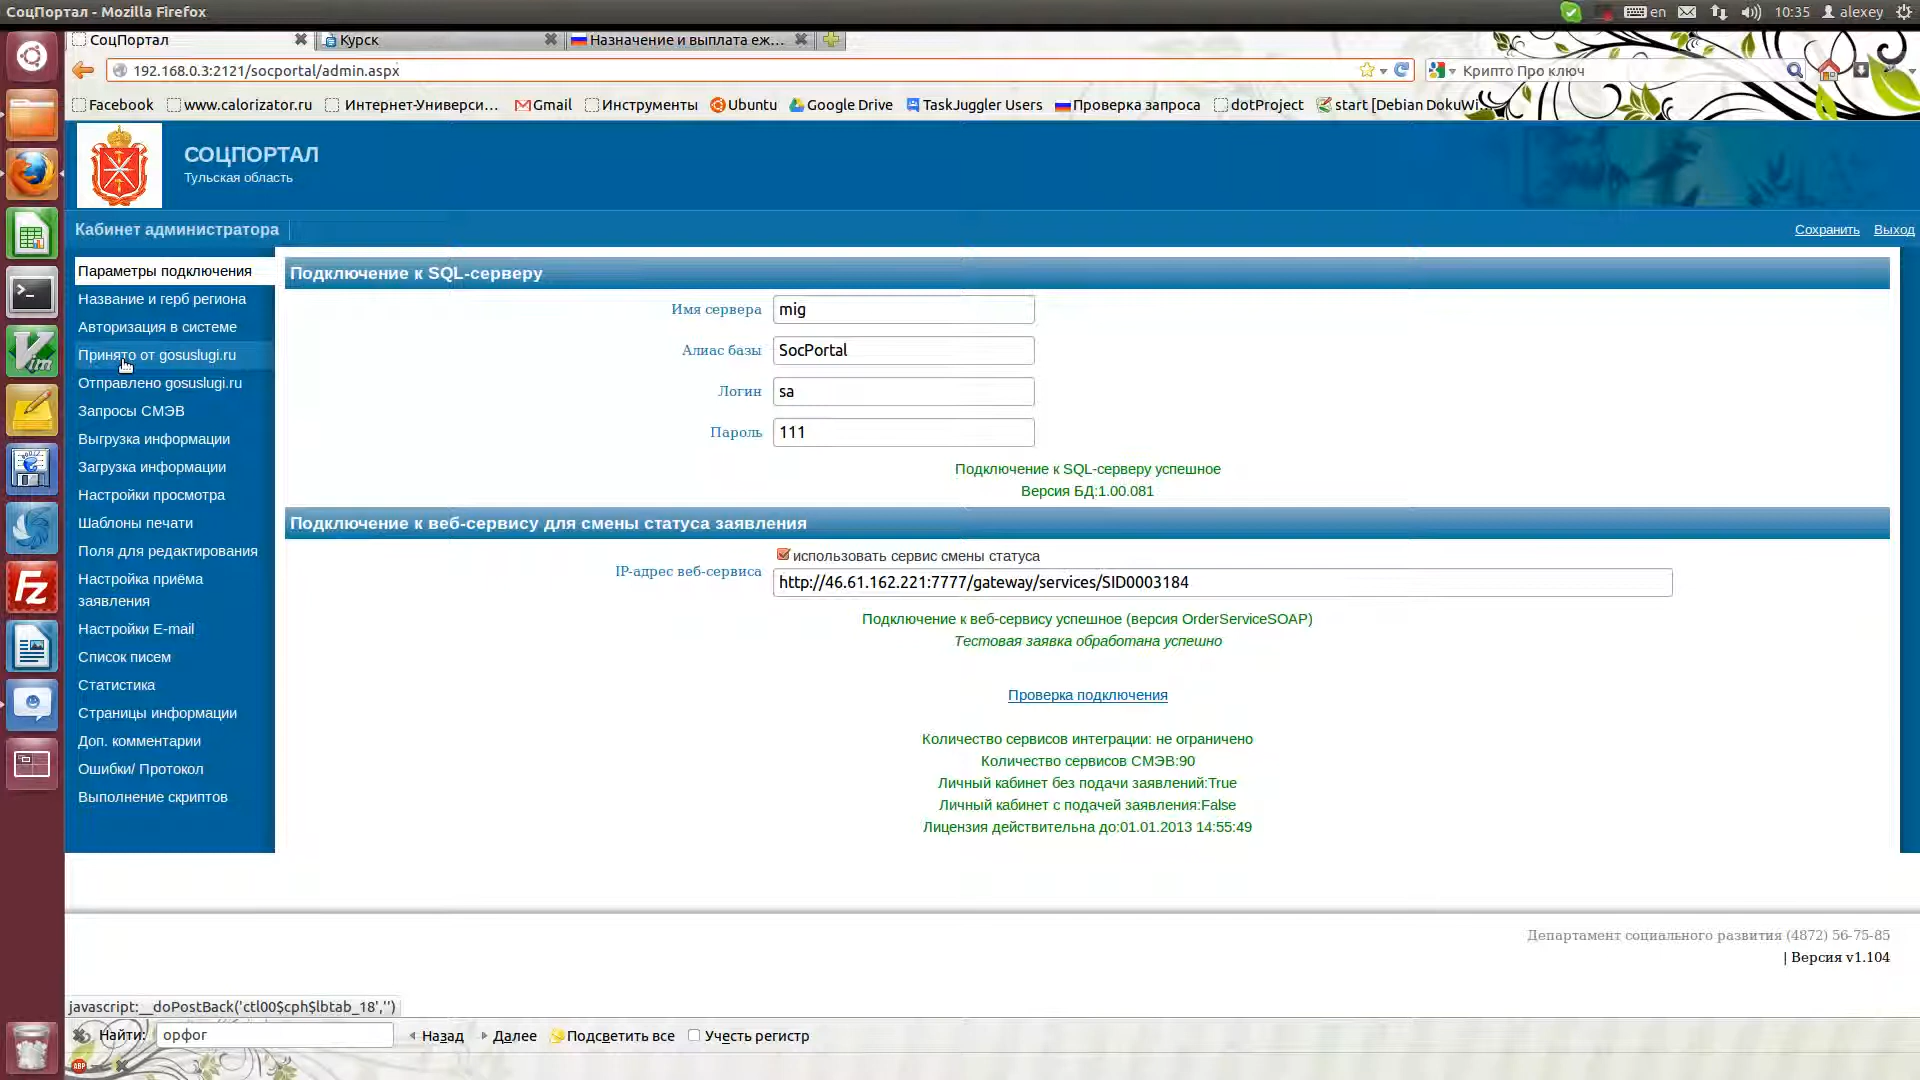 СоцПортал - Mozilla Firefox
en
10:35
alexey
СоцПортал
Курск
Назначение и выплата еж...
192.168.0.3:2121/socportal/admin.aspx
Крипто Про ключ
Facebook
www.calorizator.ru
Интернет-Универси...
Gmail
Инструменты
Ubuntu
Google Drive
TaskJuggler Users
Проверка запроса
dotProject
start [Debian DokuWi...
СОЦПОРТАЛ
Тульская область
Кабинет администратора
Сохранить
Выход
Параметры подключения
Название и герб региона
Авторизация в системе
Принято от gosuslugi.ru
Отправлено gosuslugi.ru
Запросы СМЭВ
Выгрузка информации
Загрузка информации
Настройки просмотра
Шаблоны печати
Поля для редактирования
Настройка приёма
заявления
Настройки E-mail
Список писем
Статистика
Страницы информации
Доп. комментарии
Ошибки/ Протокол
Выполнение скриптов
Подключение к SQL-серверу
Имя сервера mig
Алиас базы SocPortal
Логин sa
Пароль 111
Подключение к SQL-серверу успешное
Версия БД:1.00.081
Подключение к веб-сервису для смены статуса заявления
использовать сервис смены статуса
IP-адрес веб-сервиса http://46.61.162.221:7777/gateway/services/SID0003184
Подключение к веб-сервису успешное (версия OrderServiceSOAP)
Тестовая заявка обработана успешно
Проверка подключения
Количество сервисов интеграции: не ограничено
Количество сервисов СМЭВ:90
Личный кабинет без подачи заявлений:True
Личный кабинет с подачей заявления:False
Лицензия действительна до:01.01.2013 14:55:49
Департамент социального развития (4872) 56-75-85
| Версия v1.104
javascript:__doPostBack('ctl00$cph$lbtab_18','')
Найти: орфог
Назад
Далее
Подсветить все
Учесть регистр
ABP